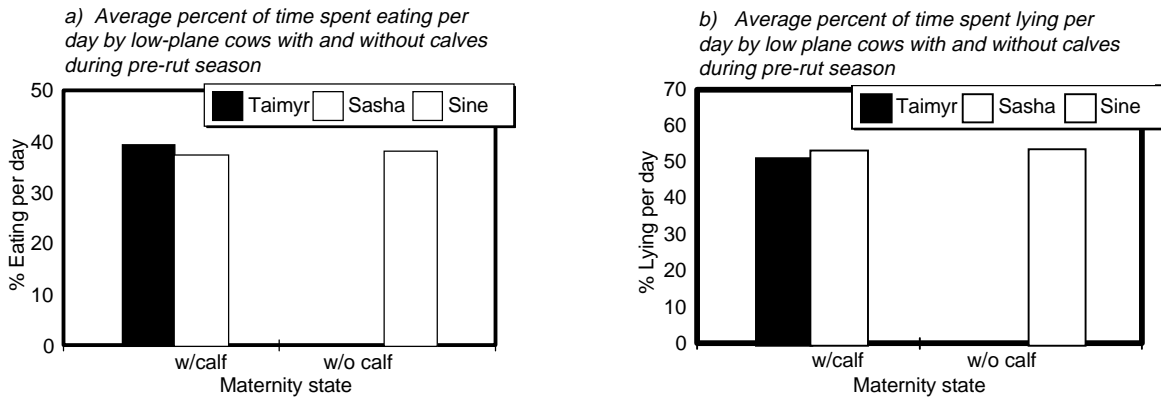 a) Average percent of time spent eating per
day by low-plane cows with and without calves
during pre-rut season
50
40
30
20
10
0
% Eating per day
Taimyr Sasha Sine
w/calf w/o calf
Maternity state
b) Average percent of time spent lying per
day by low plane cows with and without calves
during pre-rut season
70
60
50
40
30
20
10
0
% Lying per day
Taimyr Sasha Sine
w/calf w/o calf
Maternity state